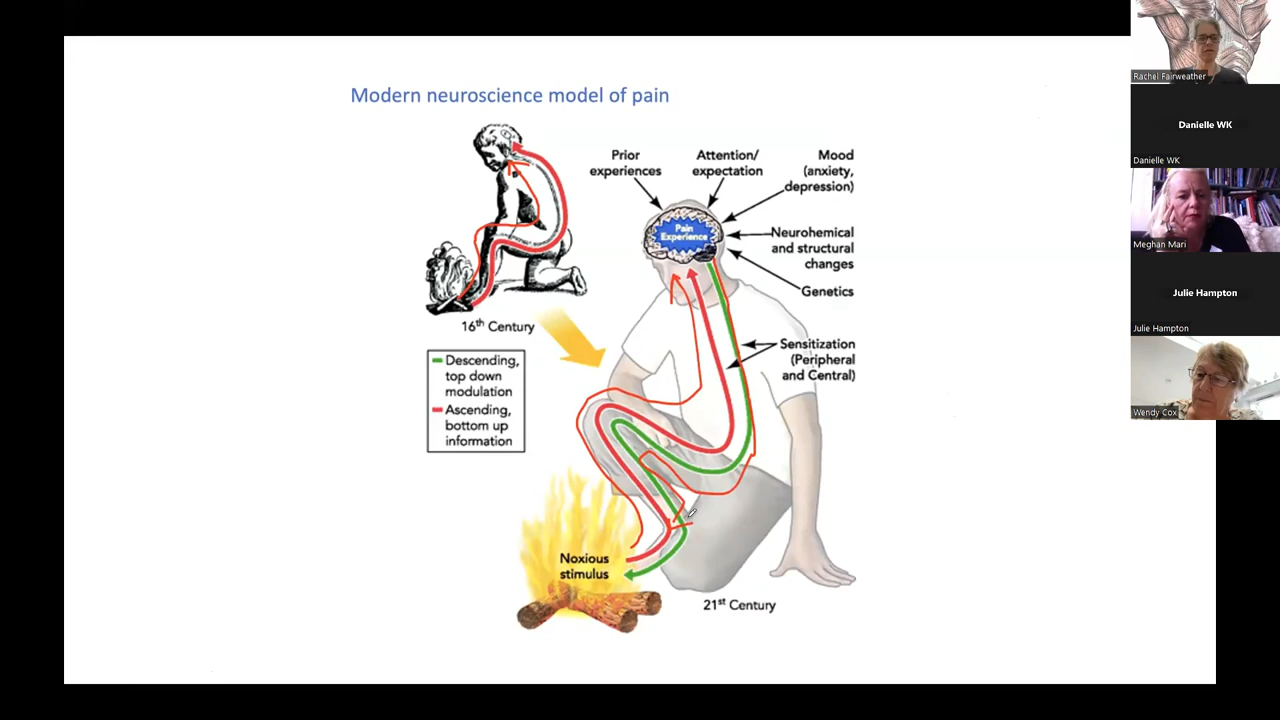 Modern neuroscience model of pain
Prior
experiences
Attention/
expectation
Mood
(anxiety,
depression)
Pain
Experience
Neurohemical
and structural
changes
Genetics
16th Century
Descending,
top down
modulation
Ascending,
bottom up
information
Sensitization
(Peripheral
and Central)
Noxious
stimulus
21st Century
Rachel Fairweather
Danielle WK
Danielle WK
Meghan Mari
Julie Hampton
Julie Hampton
Wendy Cox